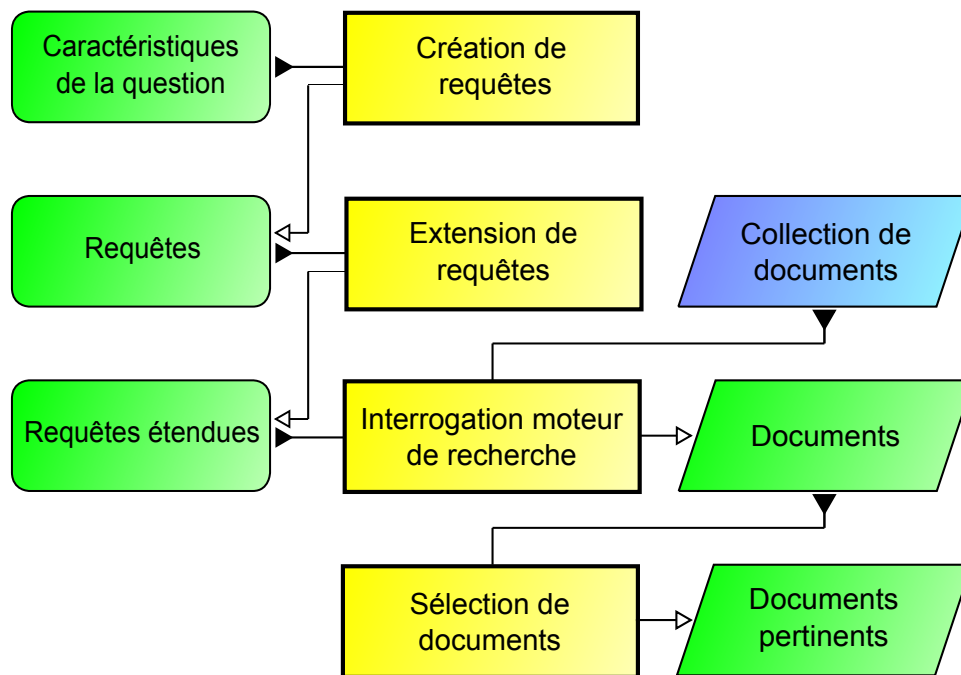 Caractéristiques
de la question
Création de
requêtes
Requêtes
Extension de
requêtes
Collection de
documents
Requêtes étendues
Interrogation moteur
de recherche
Documents
Sélection de
documents
Documents
pertinents